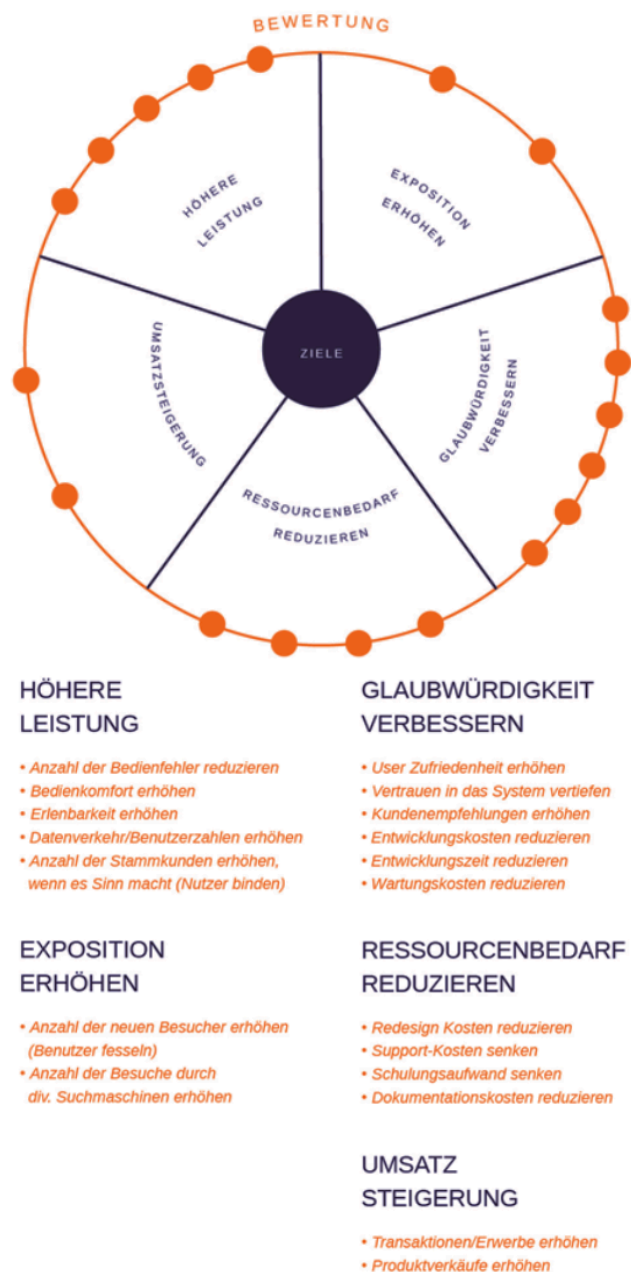 BEWERTUNG
HÖHERE
LEISTUNG
EXPOSITION
ERHÖHEN
ZIELE
UMSATZSTEIGERUNG
GLAUBWÜRDIGKEIT
VERBESSERN
RESSOURCENBEDARF
REDUZIEREN
HÖHERE
LEISTUNG
• Anzahl der Bedienfehler reduzieren
• Bedienkomfort erhöhen
• Erlenbarkeit erhöhen
• Datenverkehr/Benutzerzahlen erhöhen
• Anzahl der Stammkunden erhöhen,
wenn es Sinn macht (Nutzer binden)
EXPOSITION
ERHÖHEN
• Anzahl der neuen Besucher erhöhen
(Benutzer fesseln)
• Anzahl der Besuche durch
div. Suchmaschinen erhöhen
GLAUBWÜRDIGKEIT
VERBESSERN
• User Zufriedenheit erhöhen
• Vertrauen in das System vertiefen
• Kundenempfehlungen erhöhen
• Entwicklungskosten reduzieren
• Entwicklungszeit reduzieren
• Wartungskosten reduzieren
RESSOURCENBEDARF
REDUZIEREN
• Redesign Kosten reduzieren
• Support-Kosten senken
• Schulungsaufwand senken
• Dokumentationskosten reduzieren
UMSATZ
STEIGERUNG
• Transaktionen/Erwerbe erhöhen
• Produktverkäufe erhöhen